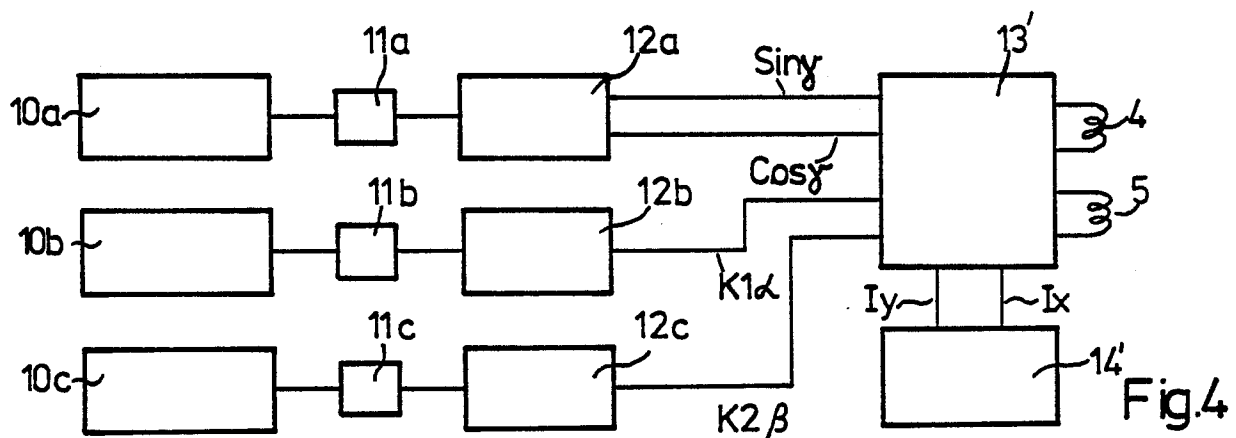 11a
12a
Sinγ
13'
10a
4
Cosγ
11b
12b
5
10b
K1α
11c
12c
Iy
Ix
10c
14'
K2β
Fig.4